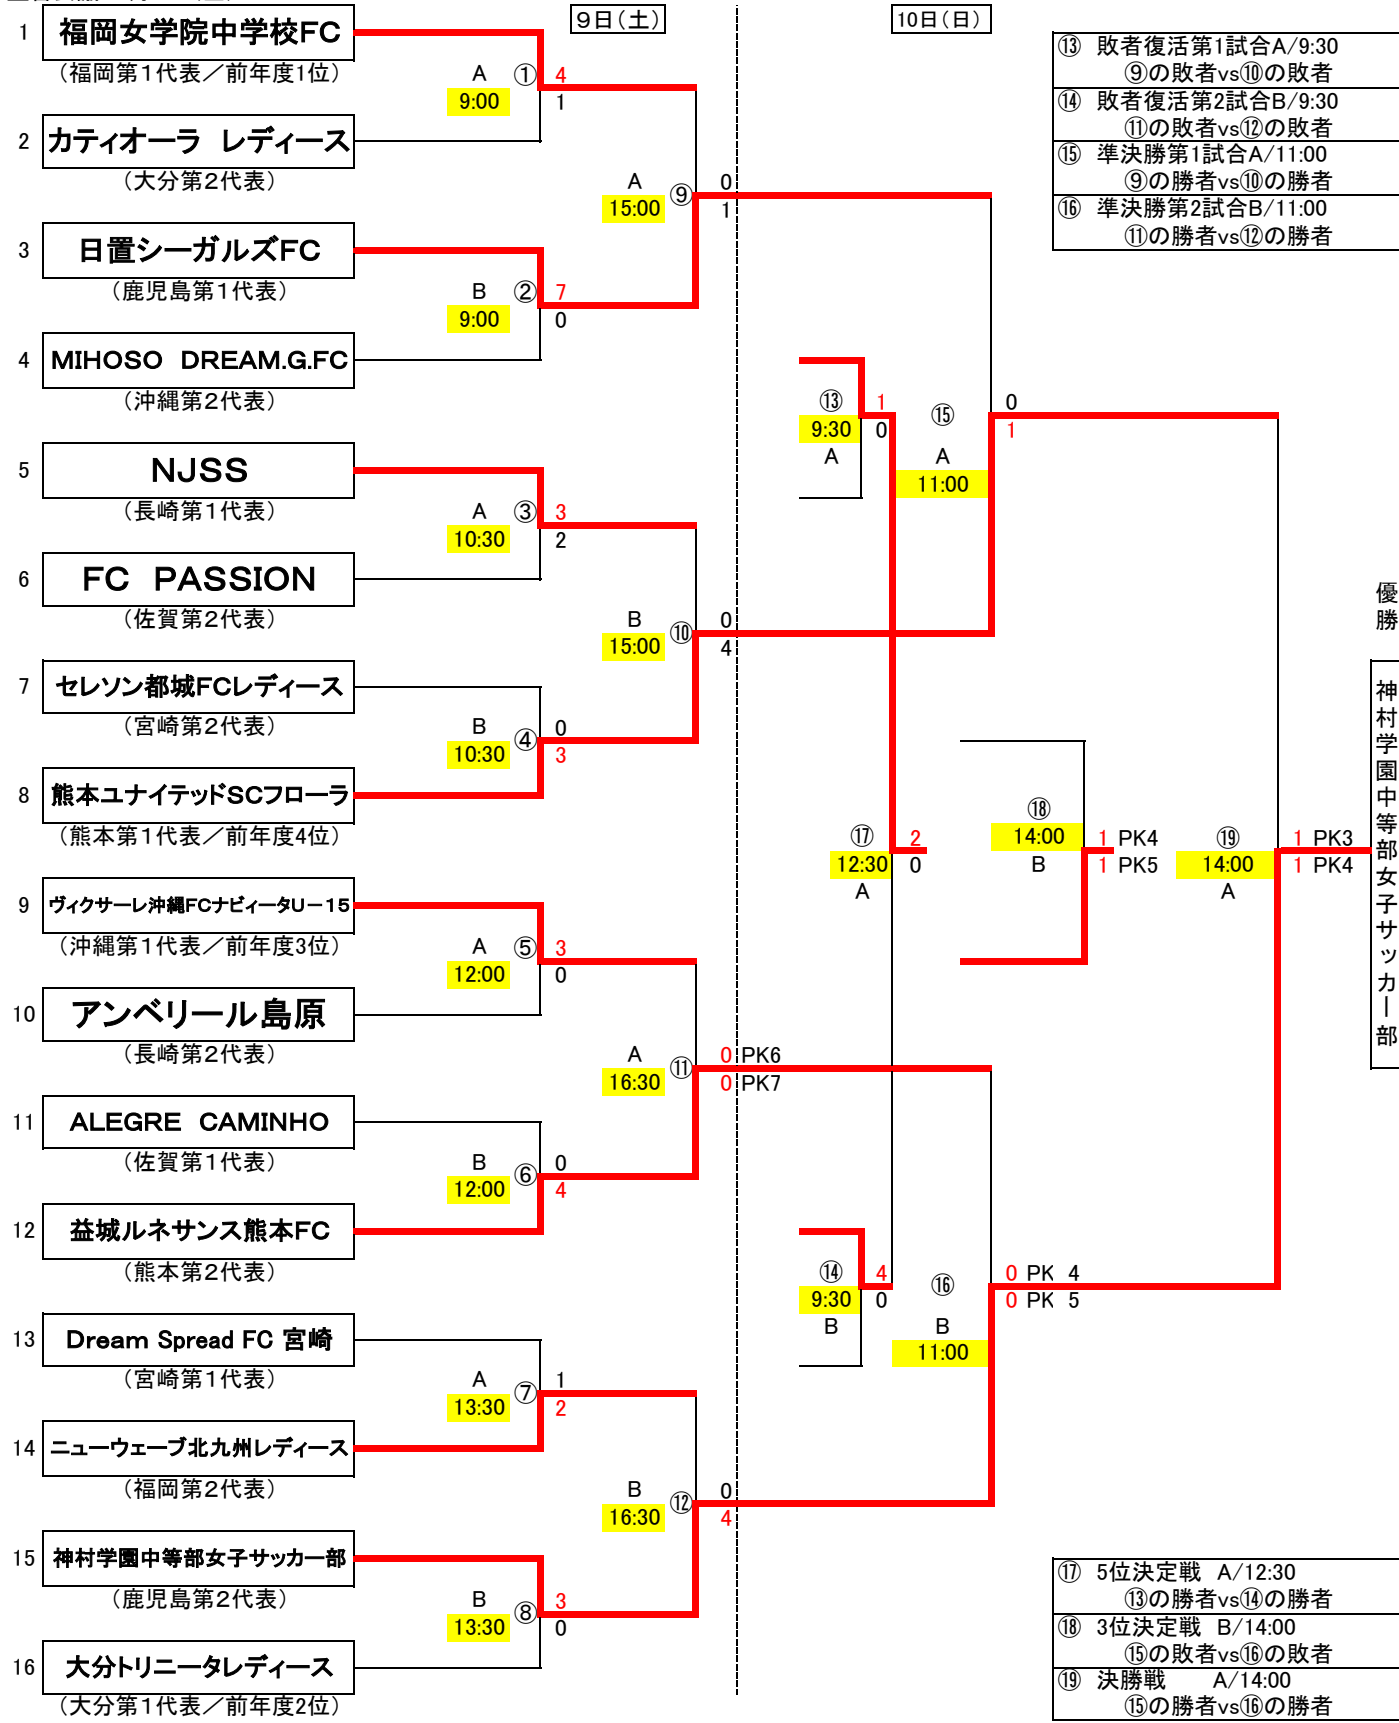 9日(土)
10日(日)
1 福岡女学院中学校FC
(福岡第1代表/前年度1位)
A ① 4
9:00 1
2 カティオーラ レディース
(大分第2代表)
A 0
15:00 ⑨ 1
3 日置シーガルズFC
(鹿児島第1代表)
B ② 7
9:00 0
4 MIHOSO DREAM.G.FC
(沖縄第2代表)
5 NJSS
(長崎第1代表)
A ③ 3
10:30 2
6 FC PASSION
(佐賀第2代表)
B 0
15:00 ⑩ 4
7 セレソン都城FCレディース
(宮崎第2代表)
B ④ 0
10:30 3
8 熊本ユナイテッドSCフローラ
(熊本第1代表/前年度4位)
9 ヴィクサーレ沖縄FCナビィータU-15
(沖縄第1代表/前年度3位)
A ⑤ 3
12:00 0
10 アンベリール島原
(長崎第2代表)
A 0 PK6
16:30 ⑪ 0 PK7
11 ALEGRE CAMINHO
(佐賀第1代表)
B ⑥ 0
12:00 4
12 益城ルネサンス熊本FC
(熊本第2代表)
13 Dream Spread FC 宮崎
(宮崎第1代表)
A ⑦ 1
13:30 2
14 ニューウェーブ北九州レディース
(福岡第2代表)
B 0
16:30 ⑫ 4
15 神村学園中等部女子サッカー部
(鹿児島第2代表)
B ⑧ 3
13:30 0
16 大分トリニータレディース
(大分第1代表/前年度2位)
⑬ 1
9:30 0
A
⑮ 0
A 1
11:00
⑰ 2
12:30 0
A
⑱
14:00 1 PK4
B 1 PK5
⑲ 1 PK3
14:00 1 PK4
A
⑭ 4
9:30 0
B
⑯ 0 PK 4
B 0 PK 5
11:00
優勝
神村学園中等部女子サッカー部
⑬ 敗者復活第1試合A/9:30
⑨の敗者vs⑩の敗者
⑭ 敗者復活第2試合B/9:30
⑪の敗者vs⑫の敗者
⑮ 準決勝第1試合A/11:00
⑨の勝者vs⑩の勝者
⑯ 準決勝第2試合B/11:00
⑪の勝者vs⑫の勝者
⑰ 5位決定戦 A/12:30
⑬の勝者vs⑭の勝者
⑱ 3位決定戦 B/14:00
⑮の敗者vs⑯の敗者
⑲ 決勝戦 A/14:00
⑮の勝者vs⑯の勝者